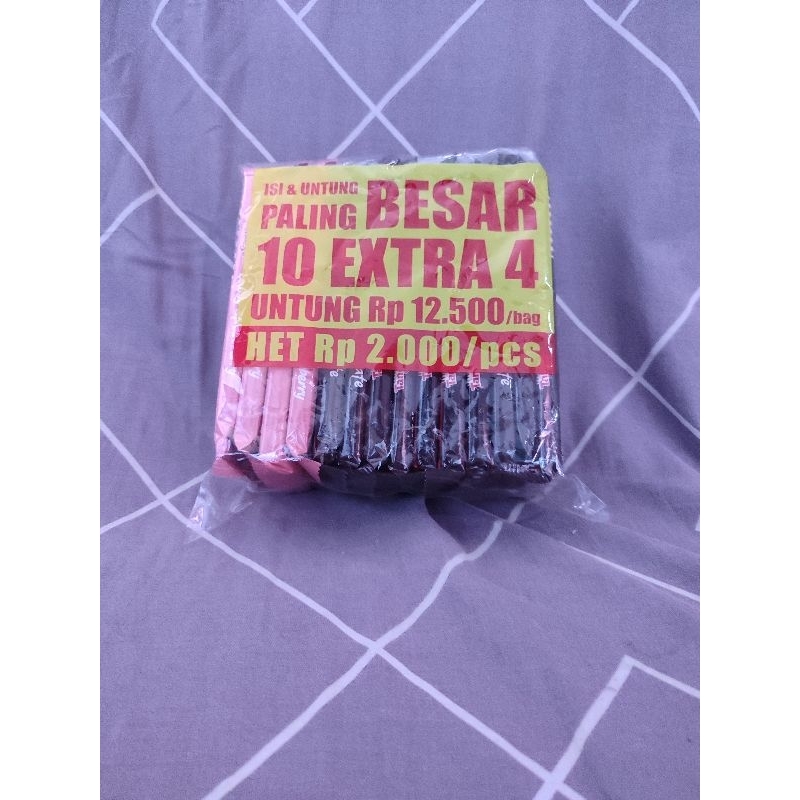 ISI & UNTUNG
PALING BESAR
10 EXTRA 4
UNTUNG Rp 12.500/bag
HET Rp 2.000/pcs